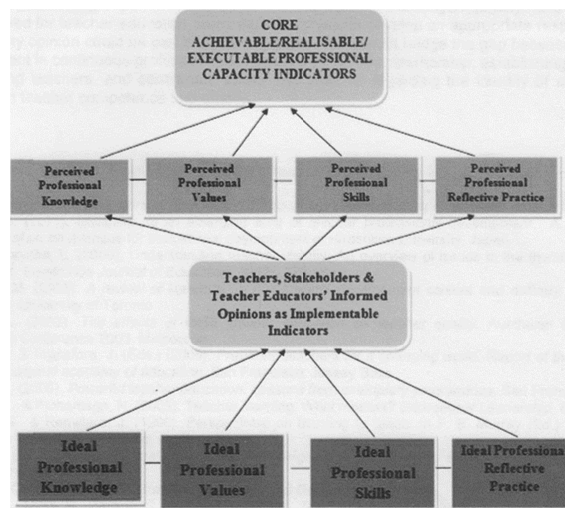 CORE
ACHIEVABLE/REALISABLE/
EXECUTABLE PROFESSIONAL
CAPACITY INDICATORS
Perceived
Professional
Knowledge
Perceived
Professional
Values
Perceived
Professional
Skills
Perceived
Professional
Reflective Practice
Teachers, Stakeholders &
Teacher Educators' Informed
Opinions as Implementable
Indicators
Ideal
Professional
Knowledge
Ideal
Professional
Values
Ideal
Professional
Skills
Ideal Professional
Reflective
Practice